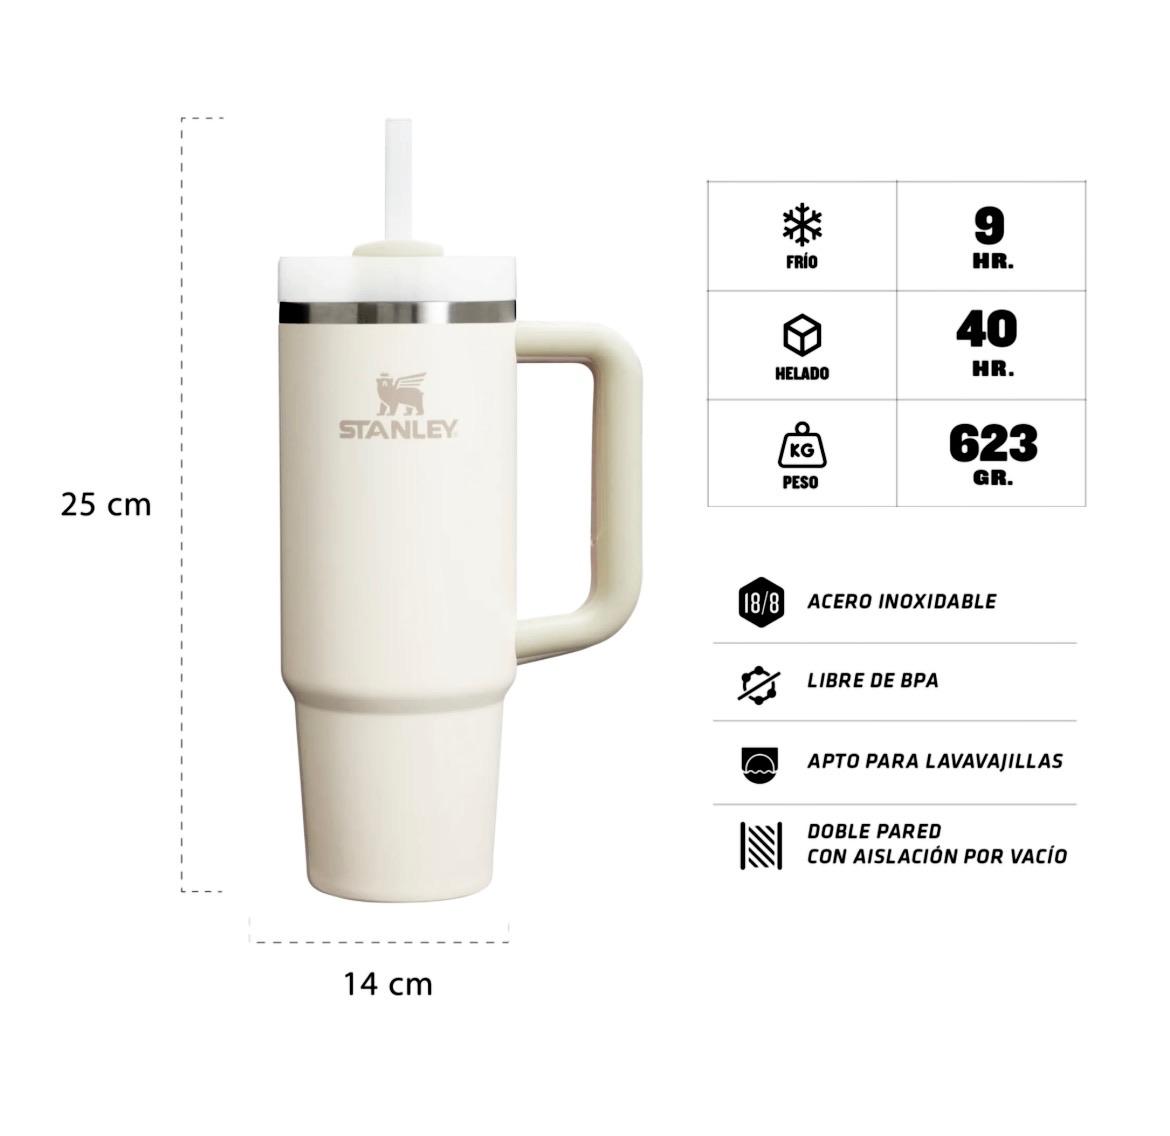 9
HR.
FRÍO
40
HR.
HELADO
KG
623
GR.
PESO
STANLEY
25 cm
18/8 ACERO INOXIDABLE
LIBRE DE BPA
APTO PARA LAVAVAJILLAS
DOBLE PARED
CON AISLACIÓN POR VACÍO
14 cm